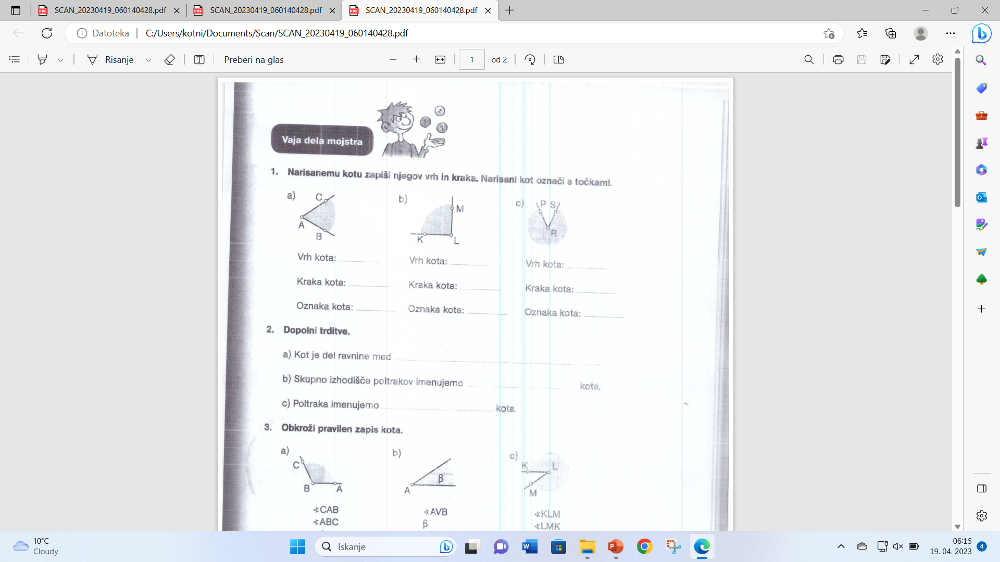 SCAN_20230419_060140428.pdf
SCAN_20230419_060140428.pdf
SCAN_20230419_060140428.pdf
Datoteka
C:/Users/kotni/Documents/Scan/SCAN_20230419_060140428.pdf
Risanje
Preberi na glas
1
od 2
Vaja dela mojstra
1. Narisanemu kotu zapiši njegov vrh in kraka. Narisani kot označi s točkami.
a) C A B
b) M K L
c) P S R
Vrh kota:
Vrh kota:
Vrh kota:
Kraka kota:
Kraka kota:
Kraka kota:
Oznaka kota:
Oznaka kota:
Oznaka kota:
2. Dopolni trditve.
a) Kot je del ravnine med
b) Skupno izhodišče poltrakov imenujemo kota.
c) Poltraka imenujemo kota.
3. Obkroži pravilen zapis kota.
a) C B A
b) A β
c) K L M
∢CAB
∢AVB
∢KLM
∢ABC
β
∢LMK
10°C
Cloudy
Iskanje
06:15
19. 04. 2023
4